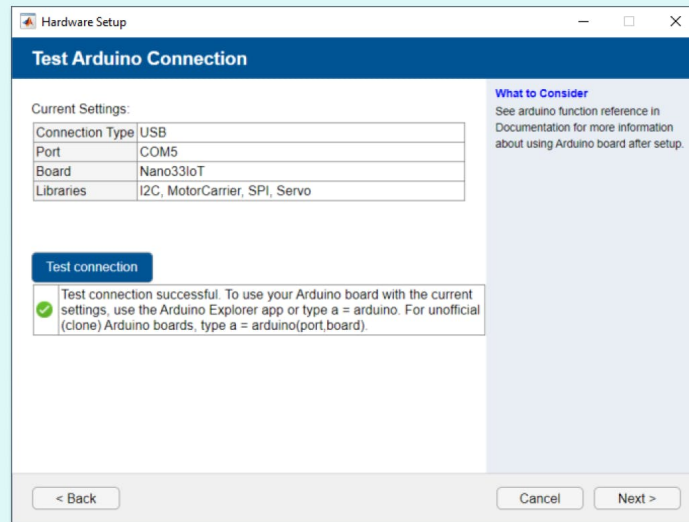 Hardware Setup
Test Arduino Connection
Current Settings:
Connection Type USB
Port COM5
Board Nano33IoT
Libraries I2C, MotorCarrier, SPI, Servo
Test connection
Test connection successful. To use your Arduino board with the current
settings, use the Arduino Explorer app or type a = arduino. For unofficial
(clone) Arduino boards, type a = arduino(port,board).
What to Consider
See arduino function reference in
Documentation for more information
about using Arduino board after setup.
< Back
Cancel
Next >